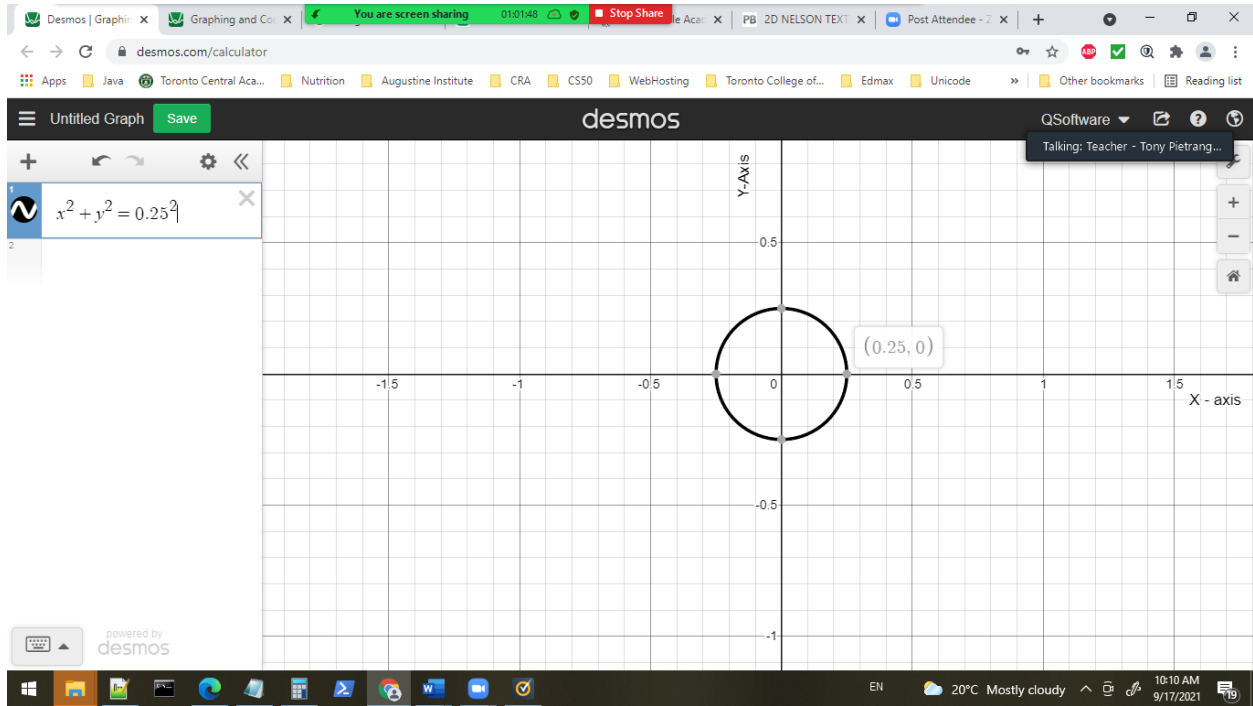 Desmos | Graphin
Graphing and Co
You are screen sharing
01:01:48
Stop Share
le Acac
PB 2D NELSON TEXT
Post Attendee - Z
desmos.com/calculator
ABP
Apps
Java
Toronto Central Aca...
Nutrition
Augustine Institute
CRA
CS50
WebHosting
Toronto College of...
Edmax
Unicode
»
Other bookmarks
Reading list
Untitled Graph
Save
desmos
QSoftware
Talking: Teacher - Tony Pietrang...
1
x² + y² = 0.25²
2
Y-Axis
0.5
(0.25, 0)
-1.5
-1
-0.5
0
0.5
1
1.5
X - axis
-0.5
-1
powered by
desmos
EN
20°C Mostly cloudy
10:10 AM
9/17/2021
19